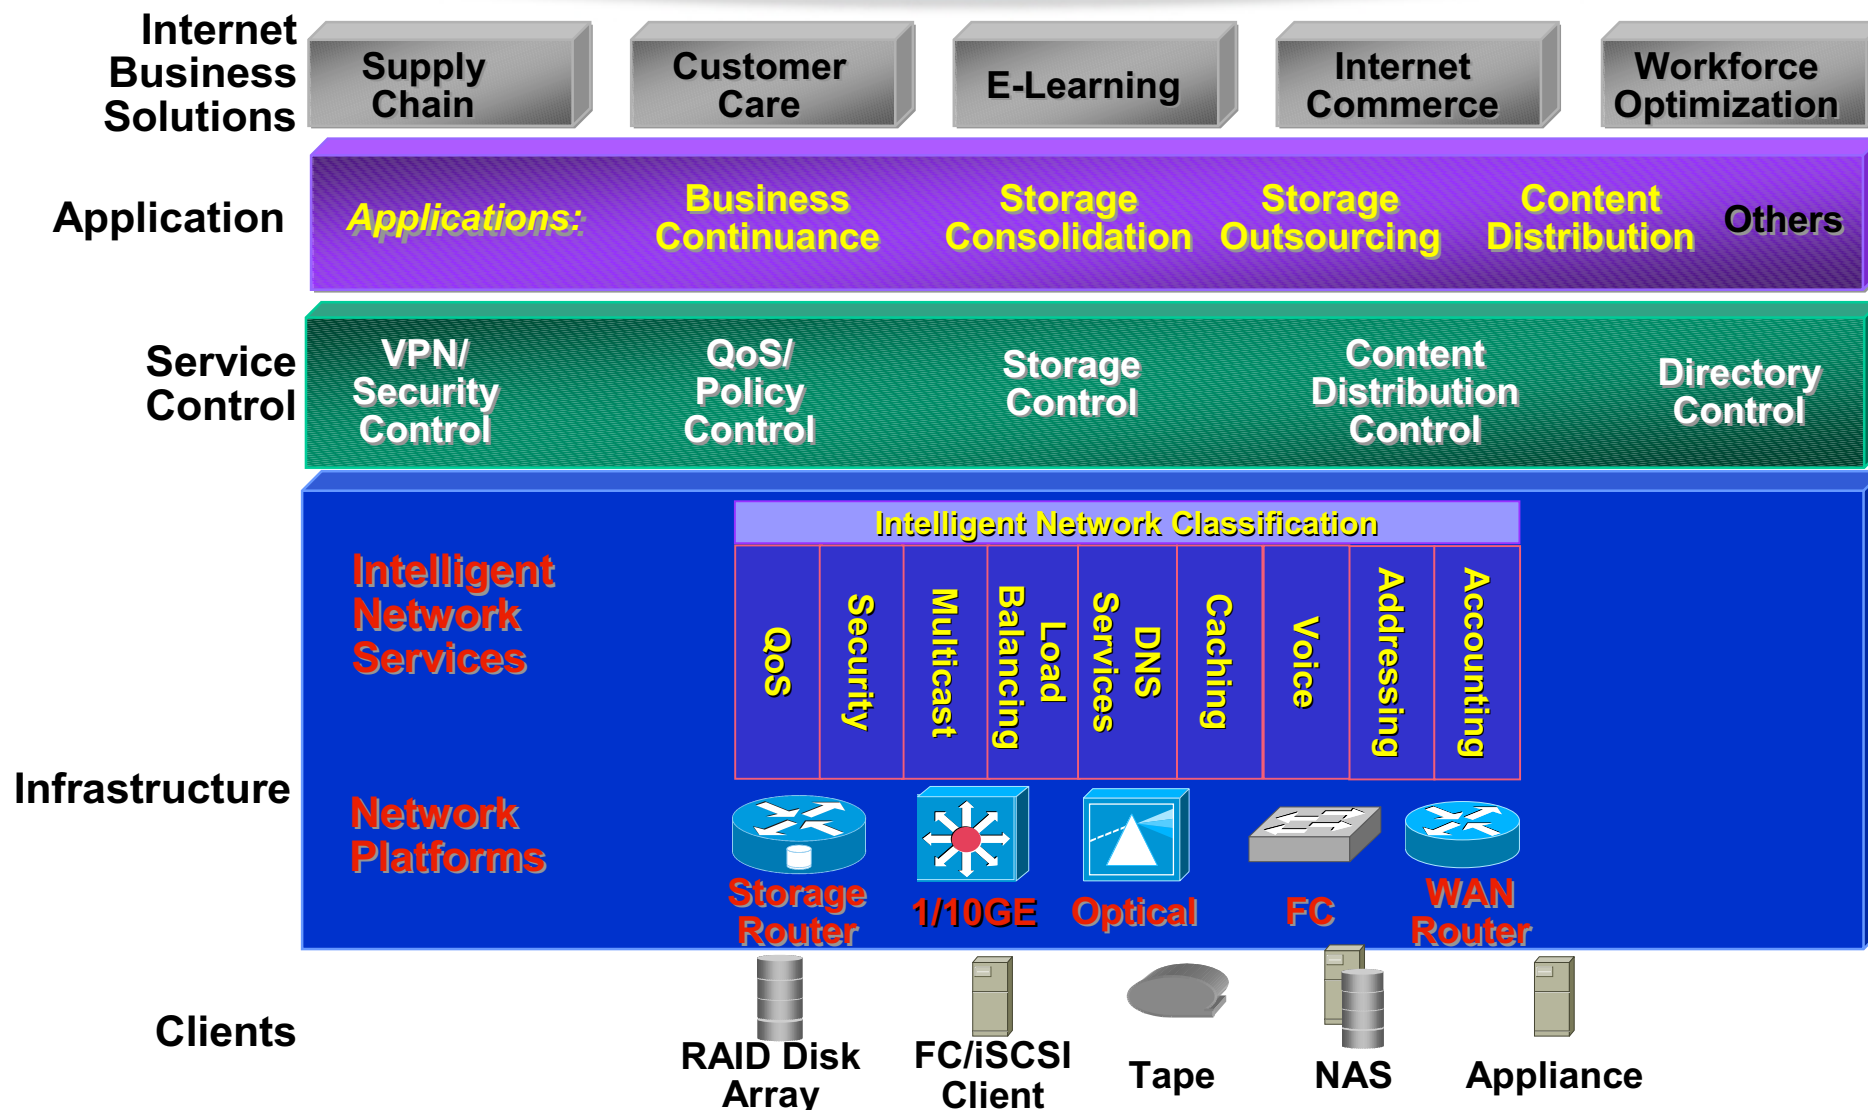 Internet
Business
Solutions
Supply
Chain
Customer
Care
E-Learning
Internet
Commerce
Workforce
Optimization
Application
Applications:
Business
Continuance
Storage
Consolidation
Storage
Outsourcing
Content
Distribution
Others
Service
Control
VPN/
Security
Control
QoS/
Policy
Control
Storage
Control
Content
Distribution
Control
Directory
Control
Infrastructure
Intelligent
Network
Services
Intelligent Network Classification
QoS
Security
Multicast
Load
Balancing
DNS
Services
Caching
Voice
Addressing
Accounting
Network
Platforms
Storage
Router
1/10GE
Optical
FC
WAN
Router
Clients
RAID Disk
Array
FC/iSCSI
Client
Tape
NAS
Appliance